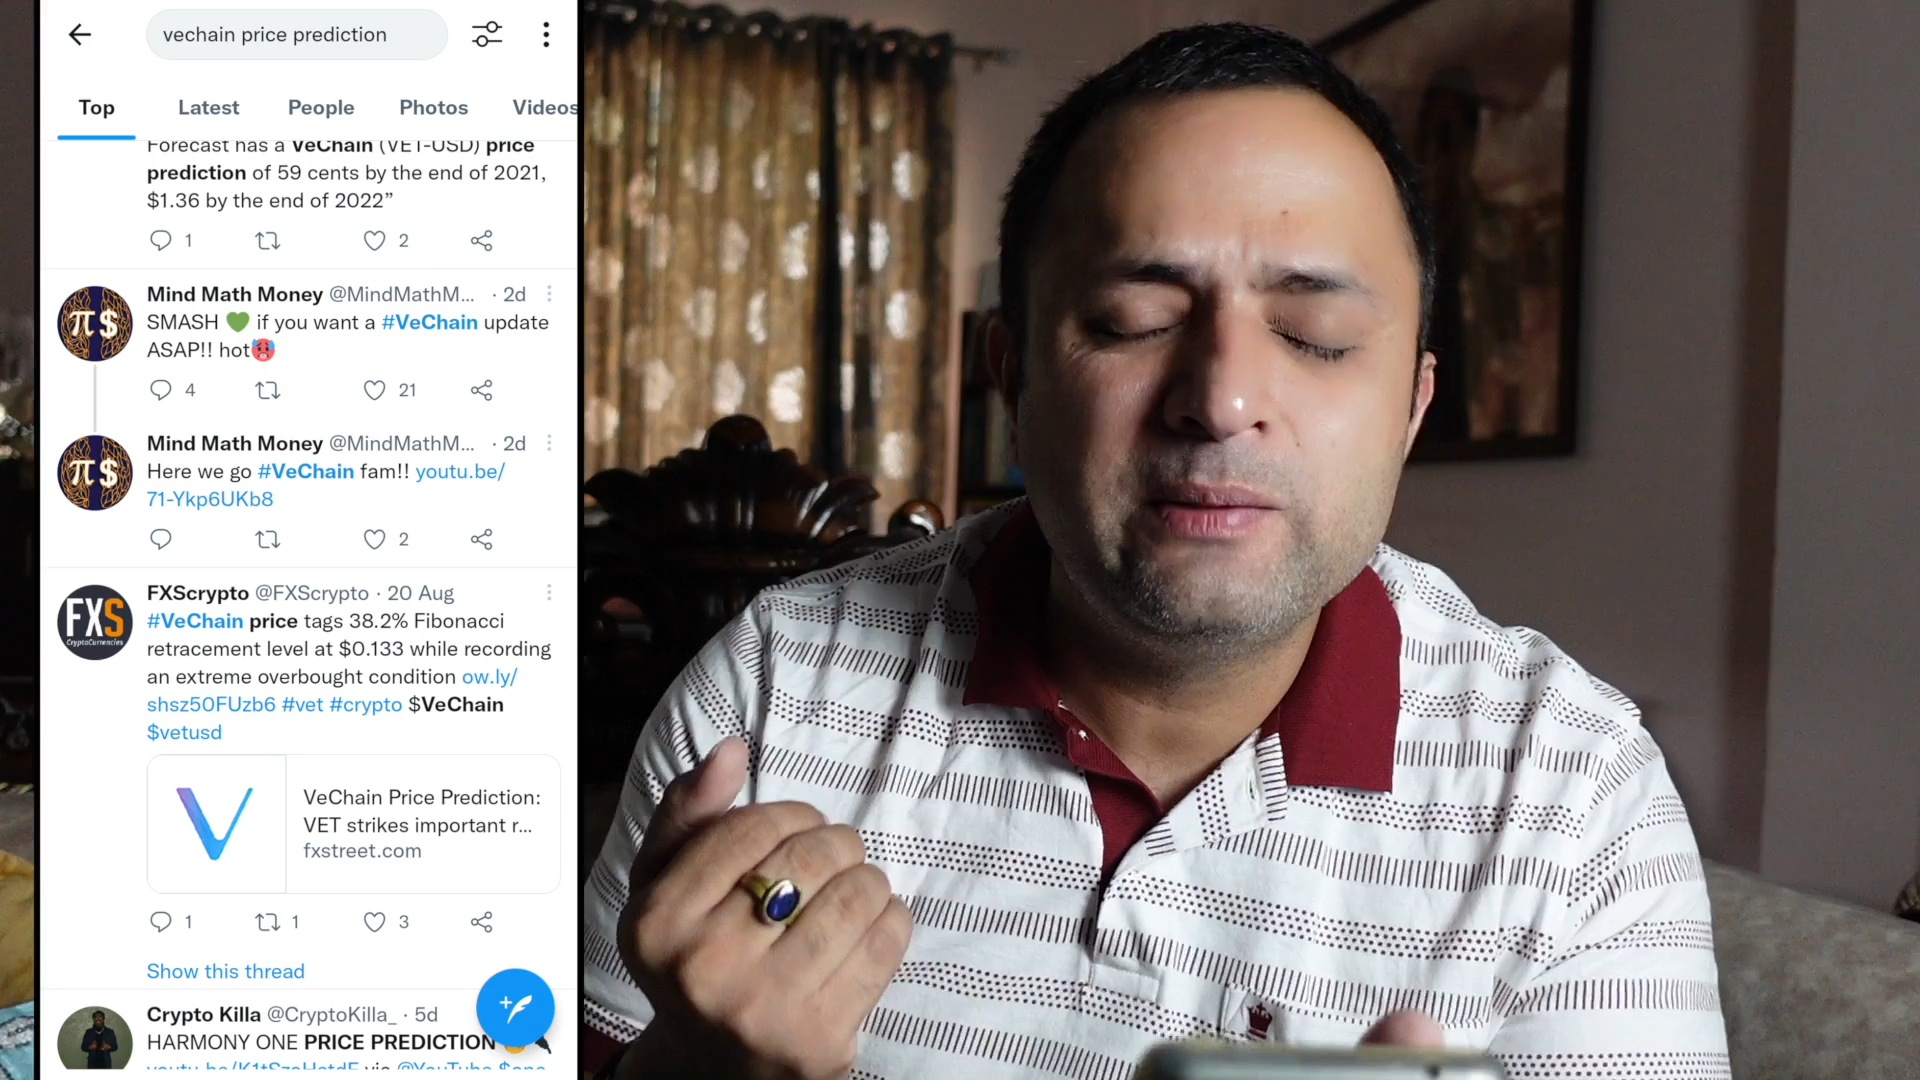 vechain price prediction
Top Latest People Photos Videos
Forecast has a VeChain (VET-USD) price
prediction of 59 cents by the end of 2021,
$1.36 by the end of 2022”
1 2
Mind Math Money @MindMathM... · 2d
SMASH 💚 if you want a #VeChain update
ASAP!! hot🥵
4 21
Mind Math Money @MindMathM... · 2d
Here we go #VeChain fam!! youtu.be/
71-Ykp6UKb8
2
FXScrypto @FXScrypto · 20 Aug
FXS
CryptoCurrencies
#VeChain price tags 38.2% Fibonacci
retracement level at $0.133 while recording
an extreme overbought condition ow.ly/
shsz50FUzb6 #vet #crypto $VeChain
$vetusd
VeChain Price Prediction:
VET strikes important r...
fxstreet.com
1 1 3
Show this thread
Crypto Killa @CryptoKilla_ · 5d
HARMONY ONE PRICE PREDICTION